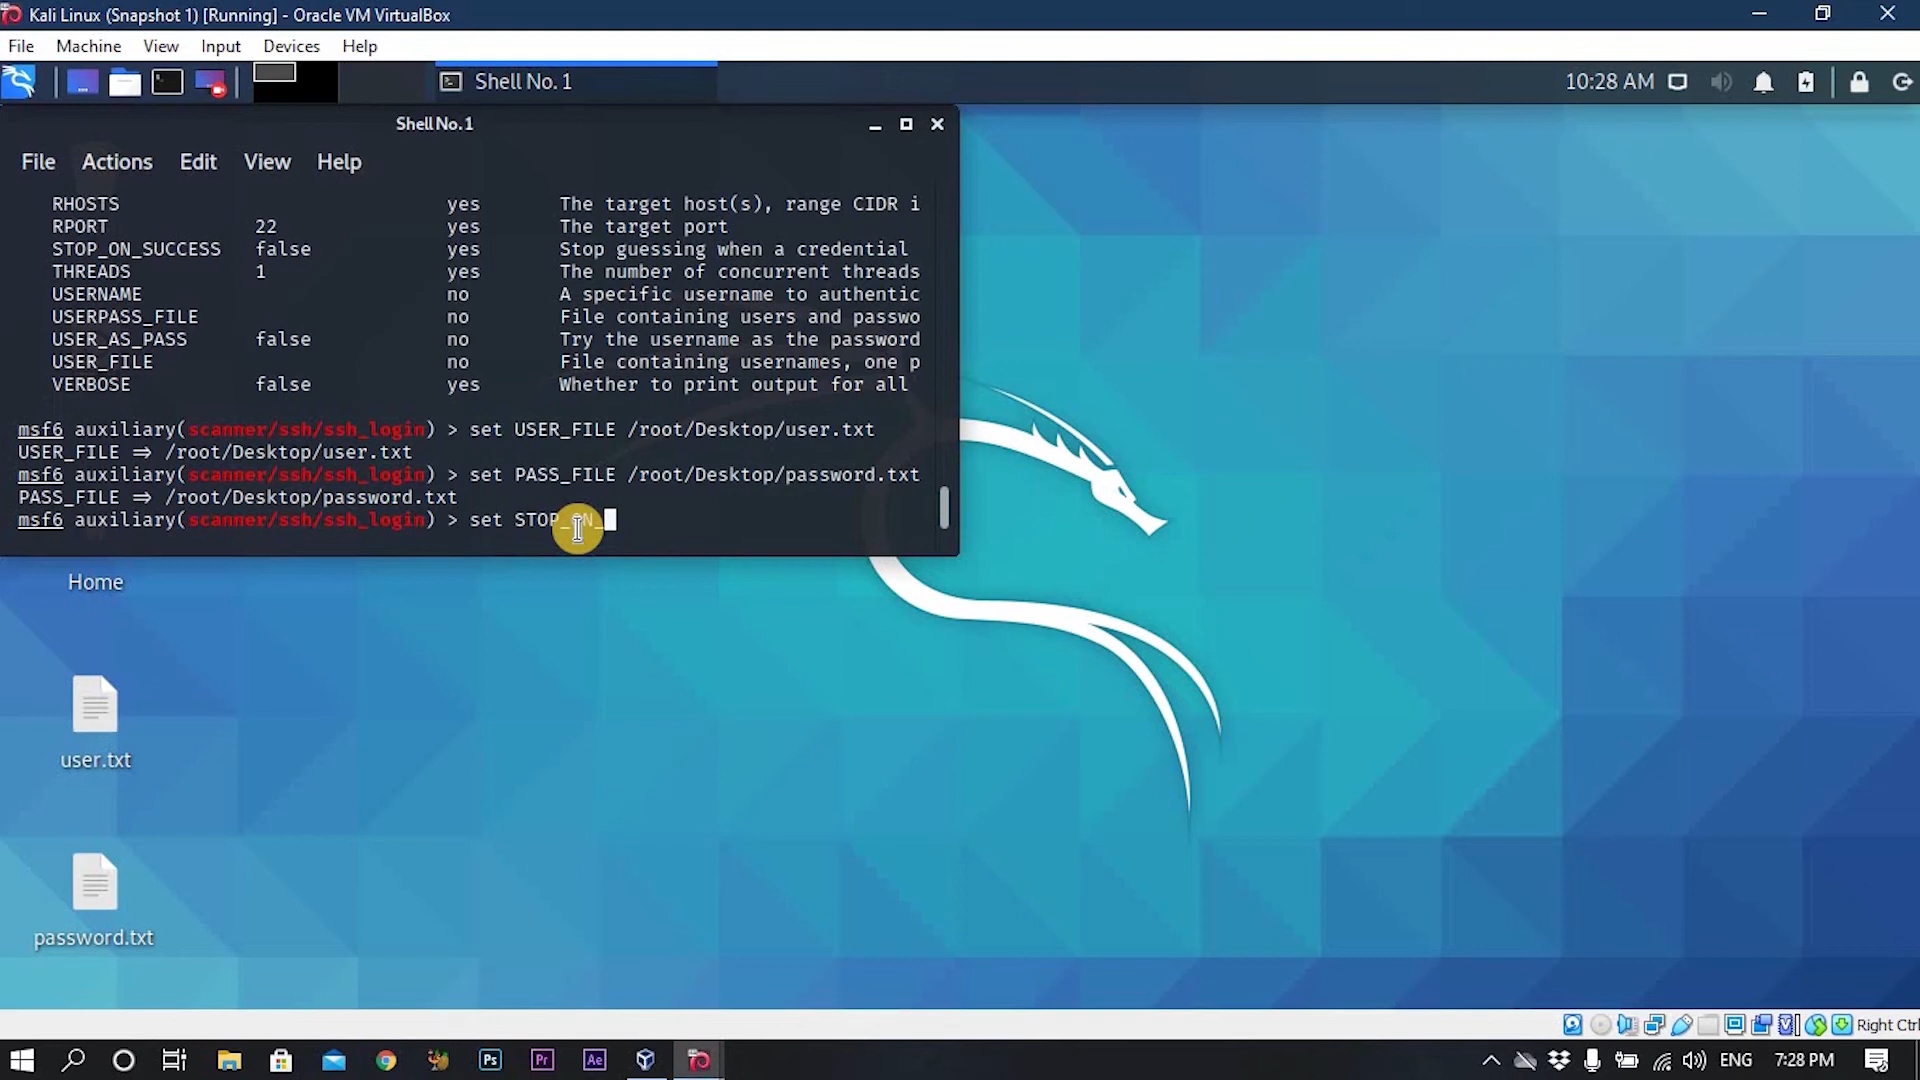 Kali Linux (Snapshot 1) [Running] - Oracle VM VirtualBox
File Machine View Input Devices Help
Shell No. 1
10:28 AM
Shell No. 1
File Actions Edit View Help
RHOSTS yes The target host(s), range CIDR i
RPORT 22 yes The target port
STOP_ON_SUCCESS false yes Stop guessing when a credential
THREADS 1 yes The number of concurrent threads
USERNAME no A specific username to authentic
USERPASS_FILE no File containing users and passwo
USER_AS_PASS false no Try the username as the password
USER_FILE no File containing usernames, one p
VERBOSE false yes Whether to print output for all
msf6 auxiliary(scanner/ssh/ssh_login) > set USER_FILE /root/Desktop/user.txt
USER_FILE => /root/Desktop/user.txt
msf6 auxiliary(scanner/ssh/ssh_login) > set PASS_FILE /root/Desktop/password.txt
PASS_FILE => /root/Desktop/password.txt
msf6 auxiliary(scanner/ssh/ssh_login) > set STOP_ON_
Home
user.txt
password.txt
Right Ctrl
Ps Pr Ae
ENG 7:28 PM